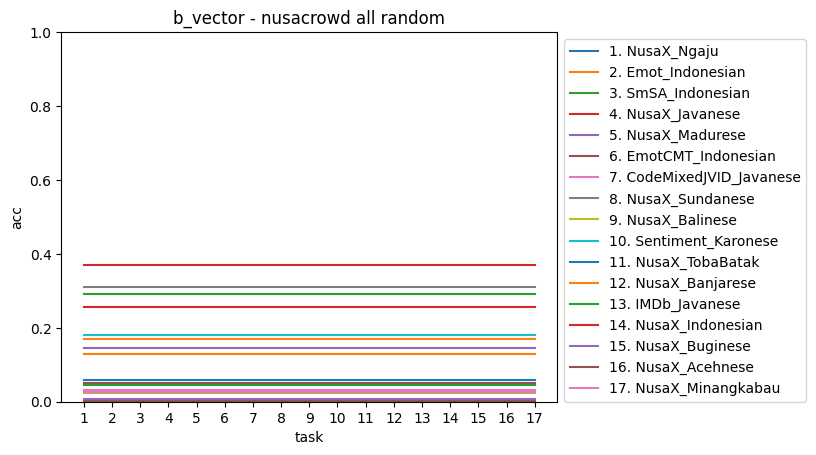 b_vector - nusacrowd all random
1.0
0.8
0.6
0.4
0.2
0.0
acc
1 2 3 4 5 6 7 8 9 10 11 12 13 14 15 16 17
task
1. NusaX_Ngaju
2. Emot_Indonesian
3. SmSA_Indonesian
4. NusaX_Javanese
5. NusaX_Madurese
6. EmotCMT_Indonesian
7. CodeMixedJVID_Javanese
8. NusaX_Sundanese
9. NusaX_Balinese
10. Sentiment_Karonese
11. NusaX_TobaBatak
12. NusaX_Banjarese
13. IMDb_Javanese
14. NusaX_Indonesian
15. NusaX_Buginese
16. NusaX_Acehnese
17. NusaX_Minangkabau